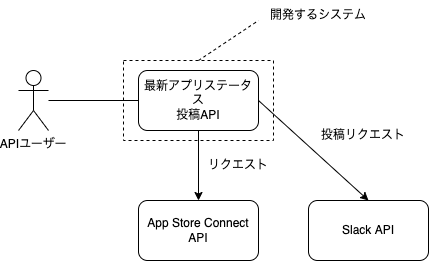 開発するシステム
最新アプリステータ
ス
投稿API
APIユーザー
投稿リクエスト
リクエスト
App Store Connect
API
Slack API